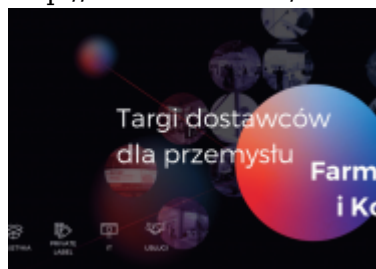 Targi dostawców
dla przemysłu
Farm
i Ko
PRIVATE
LABEL
IT
USŁUGI